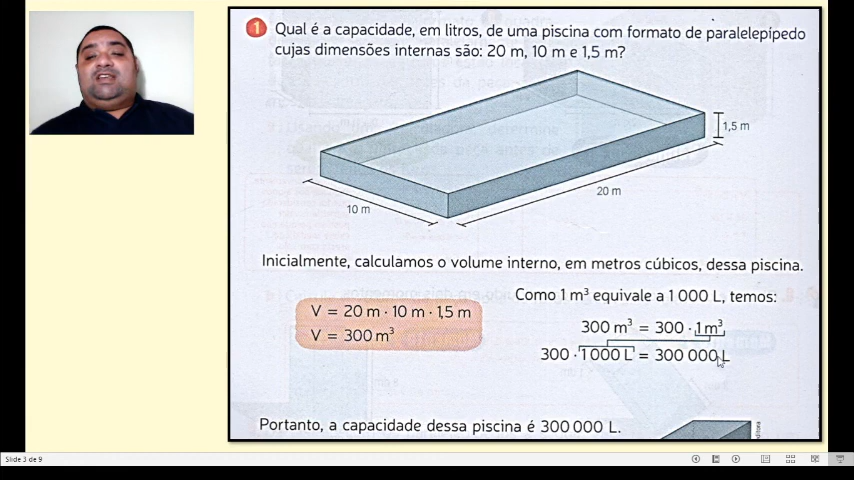 1 Qual é a capacidade, em litros, de uma piscina com formato de paralelepípedo
cujas dimensões internas são: 20 m, 10 m e 1,5 m?
1,5 m
20 m
10 m
Inicialmente, calculamos o volume interno, em metros cúbicos, dessa piscina.
Como 1 m³ equivale a 1 000 L, temos:
V = 20 m · 10 m · 1,5 m
V = 300 m³
300 m³ = 300 · 1 m³
300 · 1 000 L = 300 000 L
Portanto, a capacidade dessa piscina é 300 000 L.
Slide 3 de 9